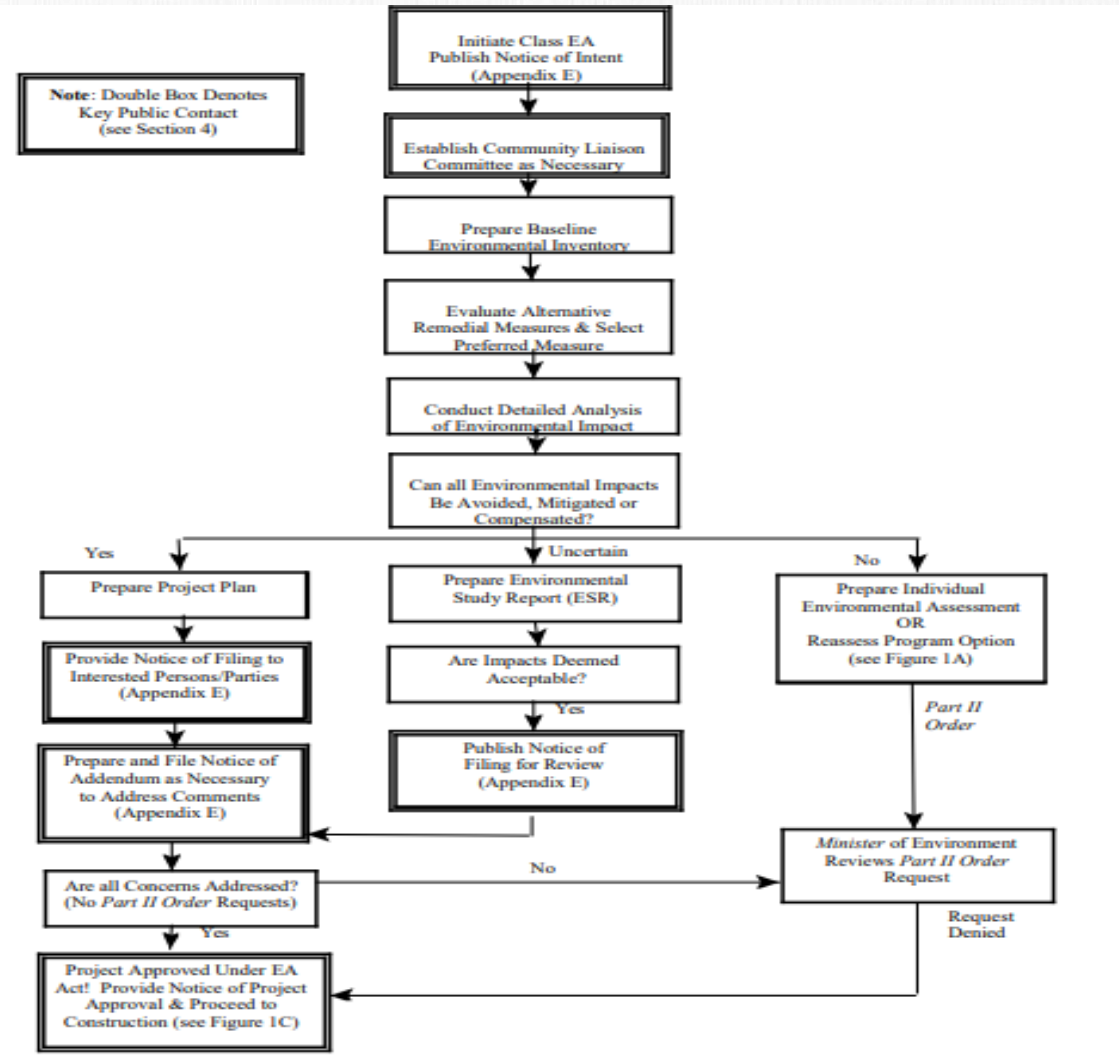 Initiate Class EA
Publish Notice of Intent
(Appendix E)
Note: Double Box Denotes
Key Public Contact
(see Section 4)
Establish Community Liaison
Committee as Necessary
Prepare Baseline
Environmental Inventory
Evaluate Alternative
Remedial Measures & Select
Preferred Measure
Conduct Detailed Analysis
of Environmental Impact
Can all Environmental Impacts
Be Avoided, Mitigated or
Compensated?
Yes
Uncertain
No
Prepare Project Plan
Prepare Environmental
Study Report (ESR)
Prepare Individual
Environmental Assessment
OR
Reassess Program Option
(see Figure 1A)
Provide Notice of Filing to
Interested Persons/Parties
(Appendix E)
Are Impacts Deemed
Acceptable?
Yes
Part II
Order
Prepare and File Notice of
Addendum as Necessary
to Address Comments
(Appendix E)
Publish Notice of
Filing for Review
(Appendix E)
Minister of Environment
Reviews Part II Order
Request
Are all Concerns Addressed?
(No Part II Order Requests)
No
Yes
Request
Denied
Project Approved Under EA
Act! Provide Notice of Project
Approval & Proceed to
Construction (see Figure 1C)